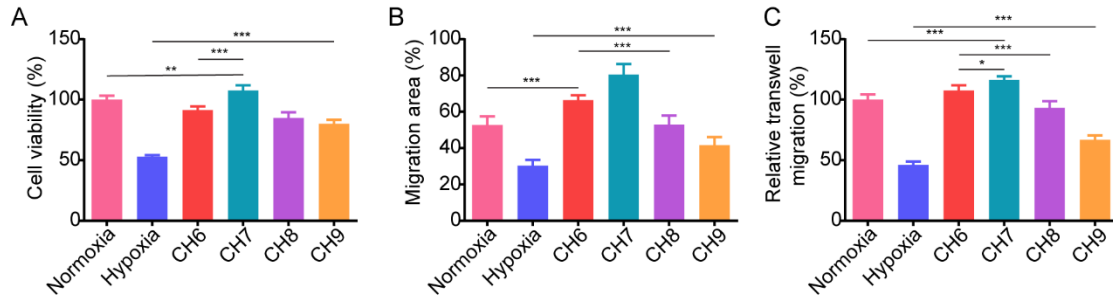 A
Cell viability (%)
150
100
50
0
***
***
**
Normoxia
Hypoxia
CH6
CH7
CH8
CH9
B
Migration area (%)
100
80
60
40
20
0
***
***
***
Normoxia
Hypoxia
CH6
CH7
CH8
CH9
C
Relative transwell
migration (%)
150
100
50
0
***
***
***
*
Normoxia
Hypoxia
CH6
CH7
CH8
CH9